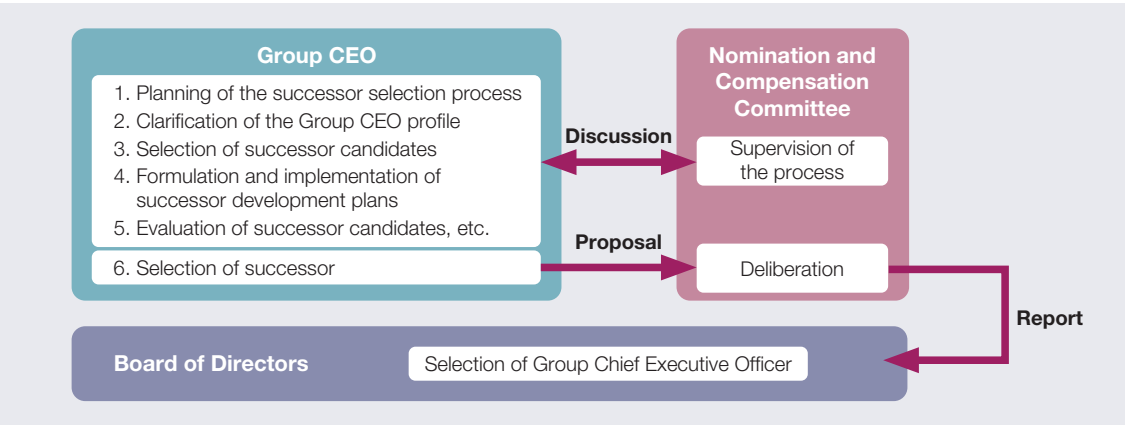 Group CEO
1. Planning of the successor selection process
2. Clarification of the Group CEO profile
3. Selection of successor candidates
4. Formulation and implementation of
successor development plans
5. Evaluation of successor candidates, etc.
6. Selection of successor
Discussion
Proposal
Nomination and
Compensation
Committee
Supervision of
the process
Deliberation
Report
Board of Directors
Selection of Group Chief Executive Officer